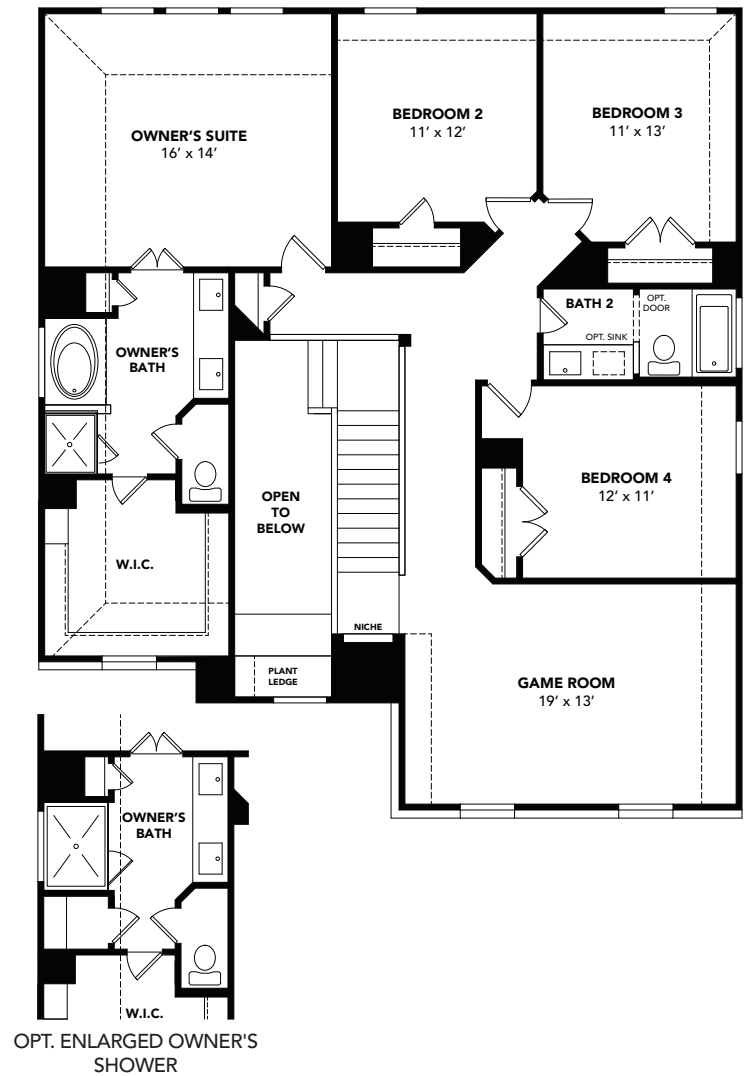 OWNER'S SUITE
16' x 14'
BEDROOM 2
11' x 12'
BEDROOM 3
11' x 13'
BATH 2
OPT.
DOOR
OPT. SINK
OWNER'S
BATH
BEDROOM 4
12' x 11'
OPEN
TO
BELOW
W.I.C.
NICHE
PLANT
LEDGE
GAME ROOM
19' x 13'
OWNER'S
BATH
W.I.C.
OPT. ENLARGED OWNER'S
SHOWER